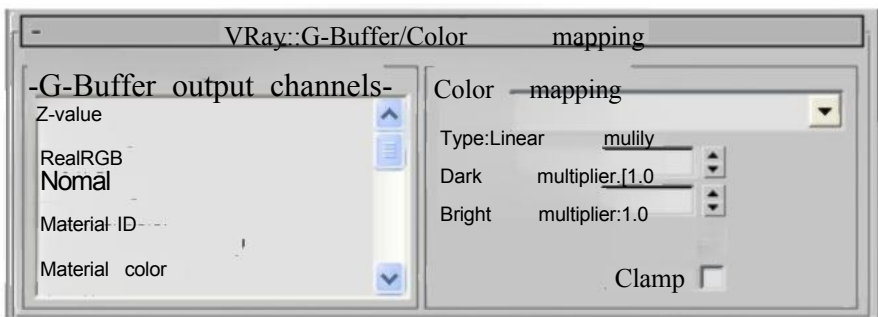 VRay::G-Buffer/Color mapping
-G-Buffer output channels-
Z-value
RealRGB
Nomal
Material ID
Material color
Color mapping
Type:Linear mulily
Dark multiplier.[1.0
Bright multiplier:1.0
Clamp